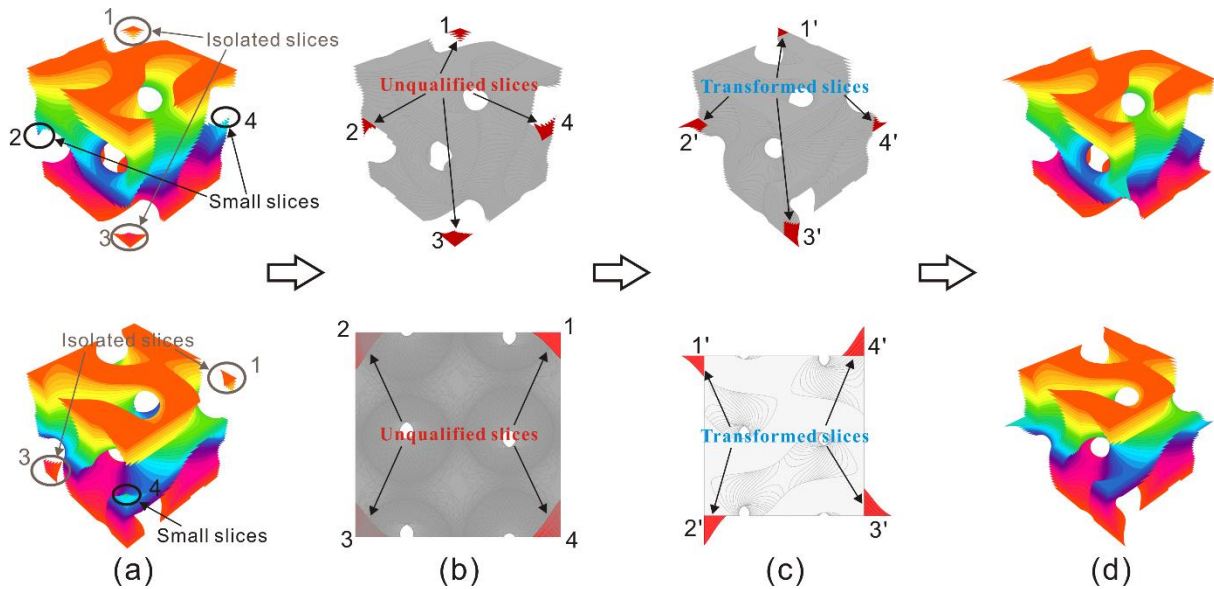 1
Isolated slices
2
4
Small slices
3
1
Unqualified slices
2
4
3
1'
Transformed slices
2'
4'
3'
Isolated slices
1
3
4
Small slices
2
1
Unqualified slices
3
4
1'
4'
Transformed slices
2'
3'
(a)
(b)
(c)
(d)